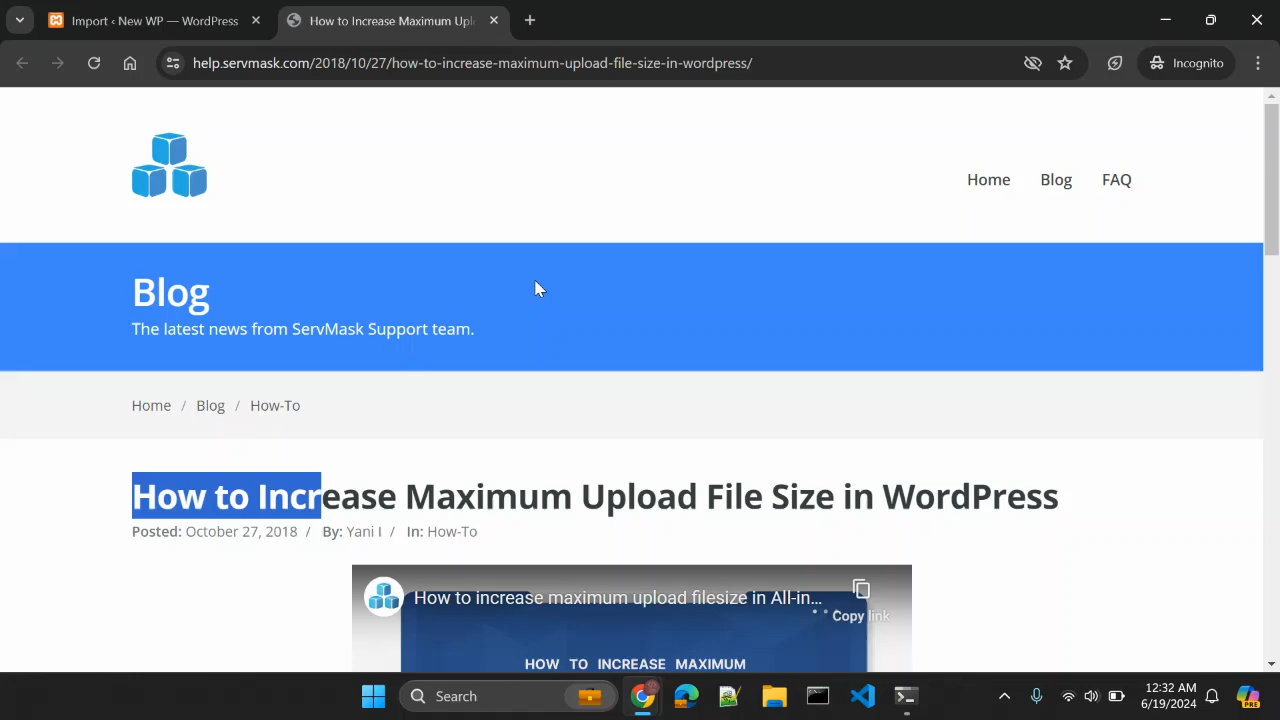 Import ‹ New WP — WordPress
How to Increase Maximum Upl
help.servmask.com/2018/10/27/how-to-increase-maximum-upload-file-size-in-wordpress/
Incognito
Home
Blog
FAQ
Blog
The latest news from ServMask Support team.
Home / Blog / How-To
How to Increase Maximum Upload File Size in WordPress
Posted: October 27, 2018 / By: Yani I / In: How-To
How to increase maximum upload filesize in All-in...
Copy link
HOW TO INCREASE MAXIMUM
Search
12:32 AM
6/19/2024
PRE